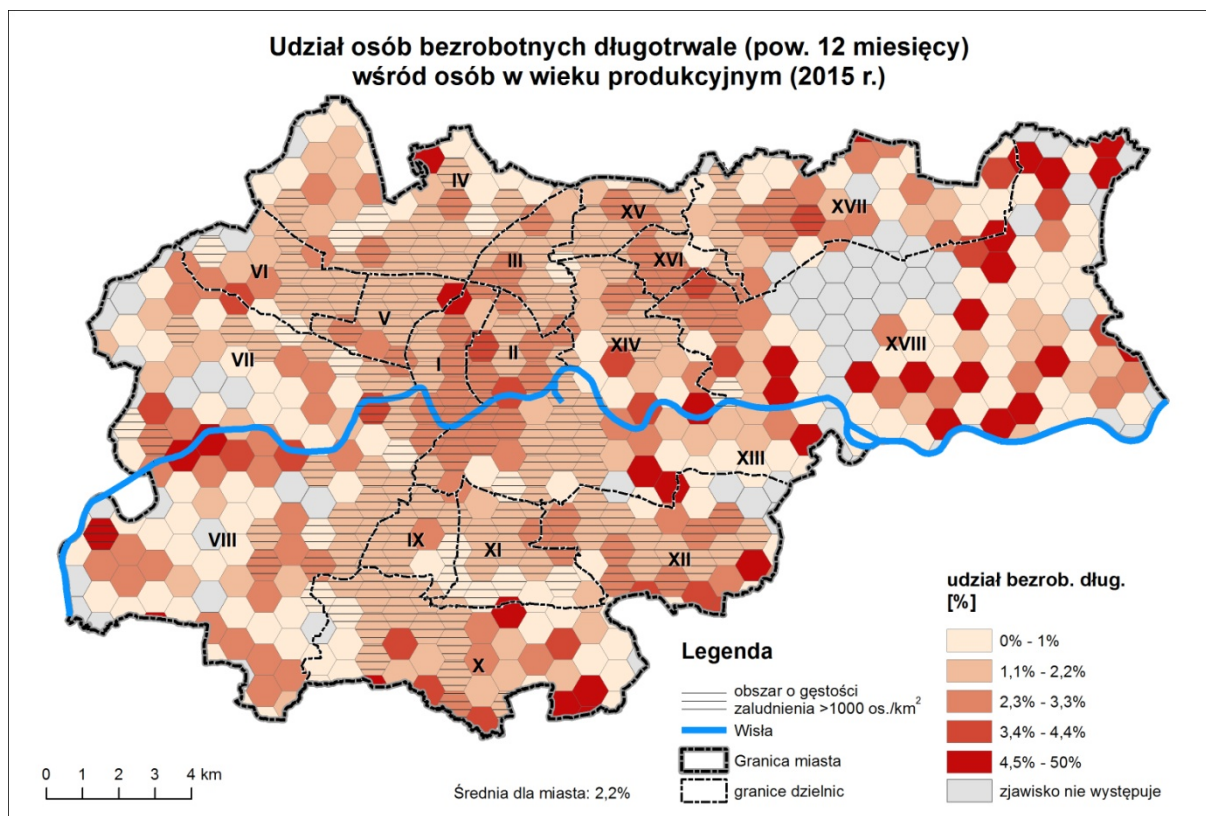 Udział osób bezrobotnych długotrwale (pow. 12 miesięcy)
wśród osób w wieku produkcyjnym (2015 r.)
IV
XV
XVII
III
XVI
VI
V
XVIII
VII
I
II
XIV
XIII
VIII
IX
XI
XII
X
udział bezrob. dług.
[%]
0% - 1%
1,1% - 2,2%
2,3% - 3,3%
3,4% - 4,4%
4,5% - 50%
zjawisko nie występuje
Legenda
obszar o gęstości
zaludnienia >1000 os./km²
Wisła
Granica miasta
granice dzielnic
0 1 2 3 4 km
Średnia dla miasta: 2,2%